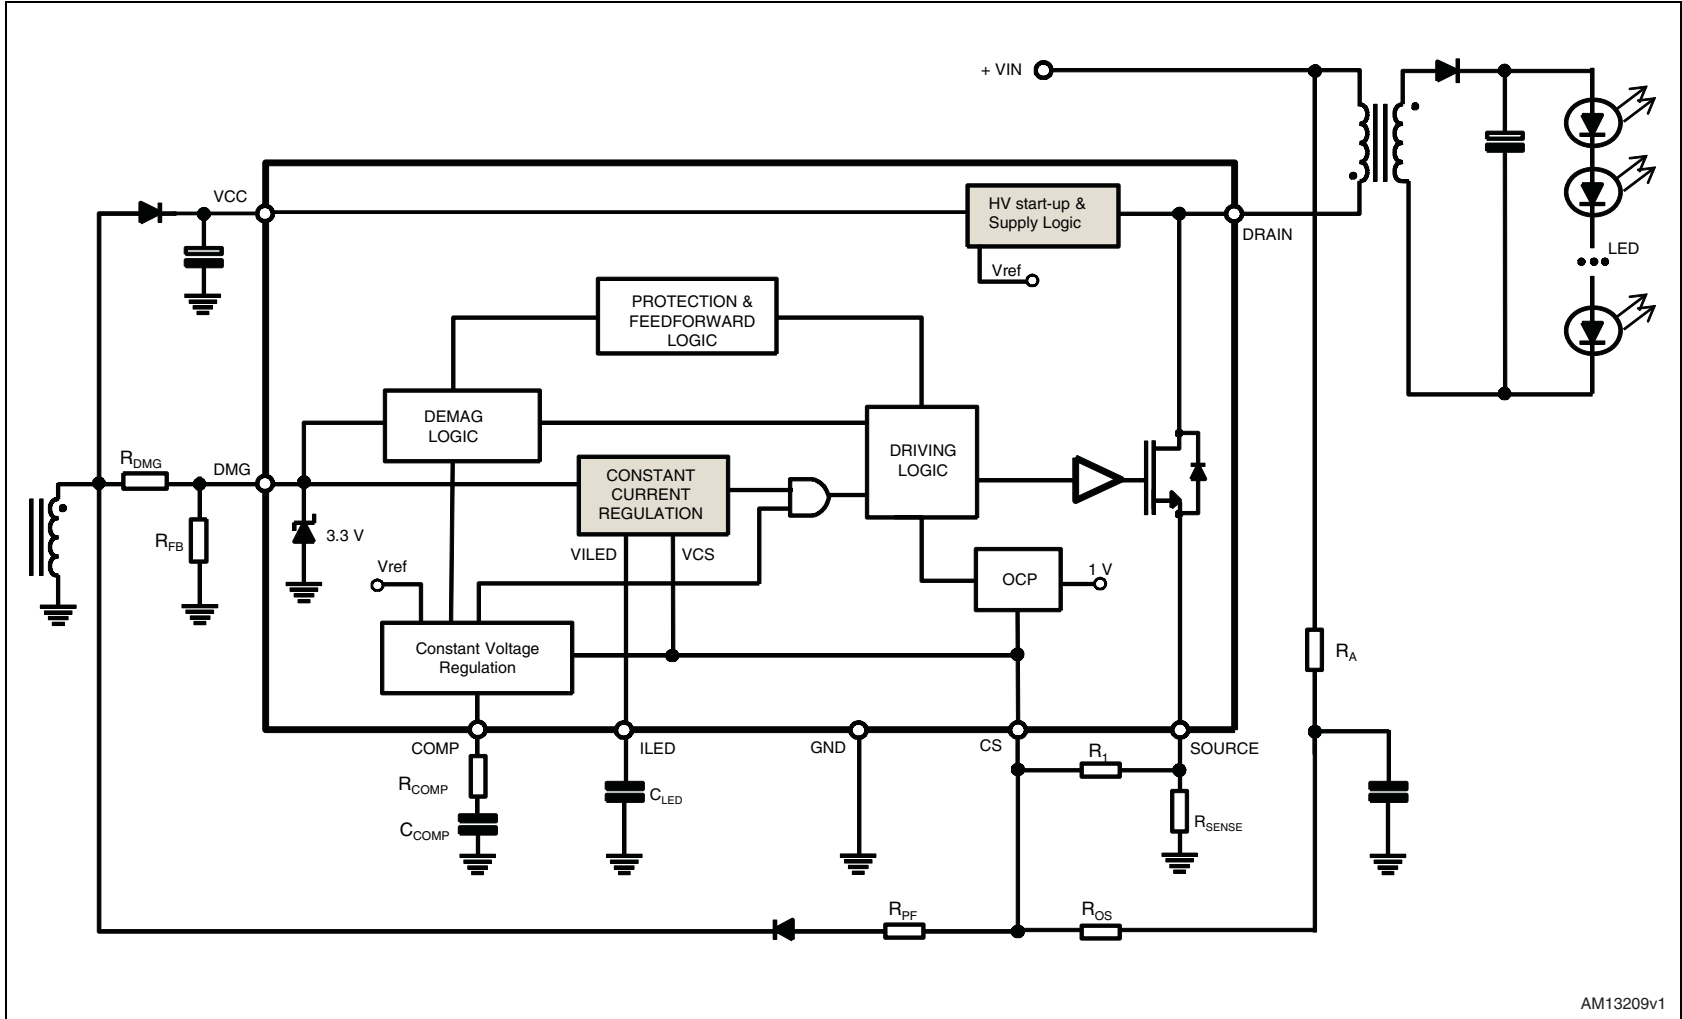 + VIN
VCC
HV start-up &
Supply Logic
DRAIN
Vref
LED
PROTECTION &
FEEDFORWARD
LOGIC
DEMAG
LOGIC
DRIVING
LOGIC
RDMG
DMG
CONSTANT
CURRENT
REGULATION
RFB
3.3 V
VILED
VCS
Vref
OCP
1 V
Constant Voltage
Regulation
RA
COMP
ILED
GND
CS
SOURCE
R1
RCOMP
CLED
RSENSE
CCOMP
RPF
ROS
AM13209v1